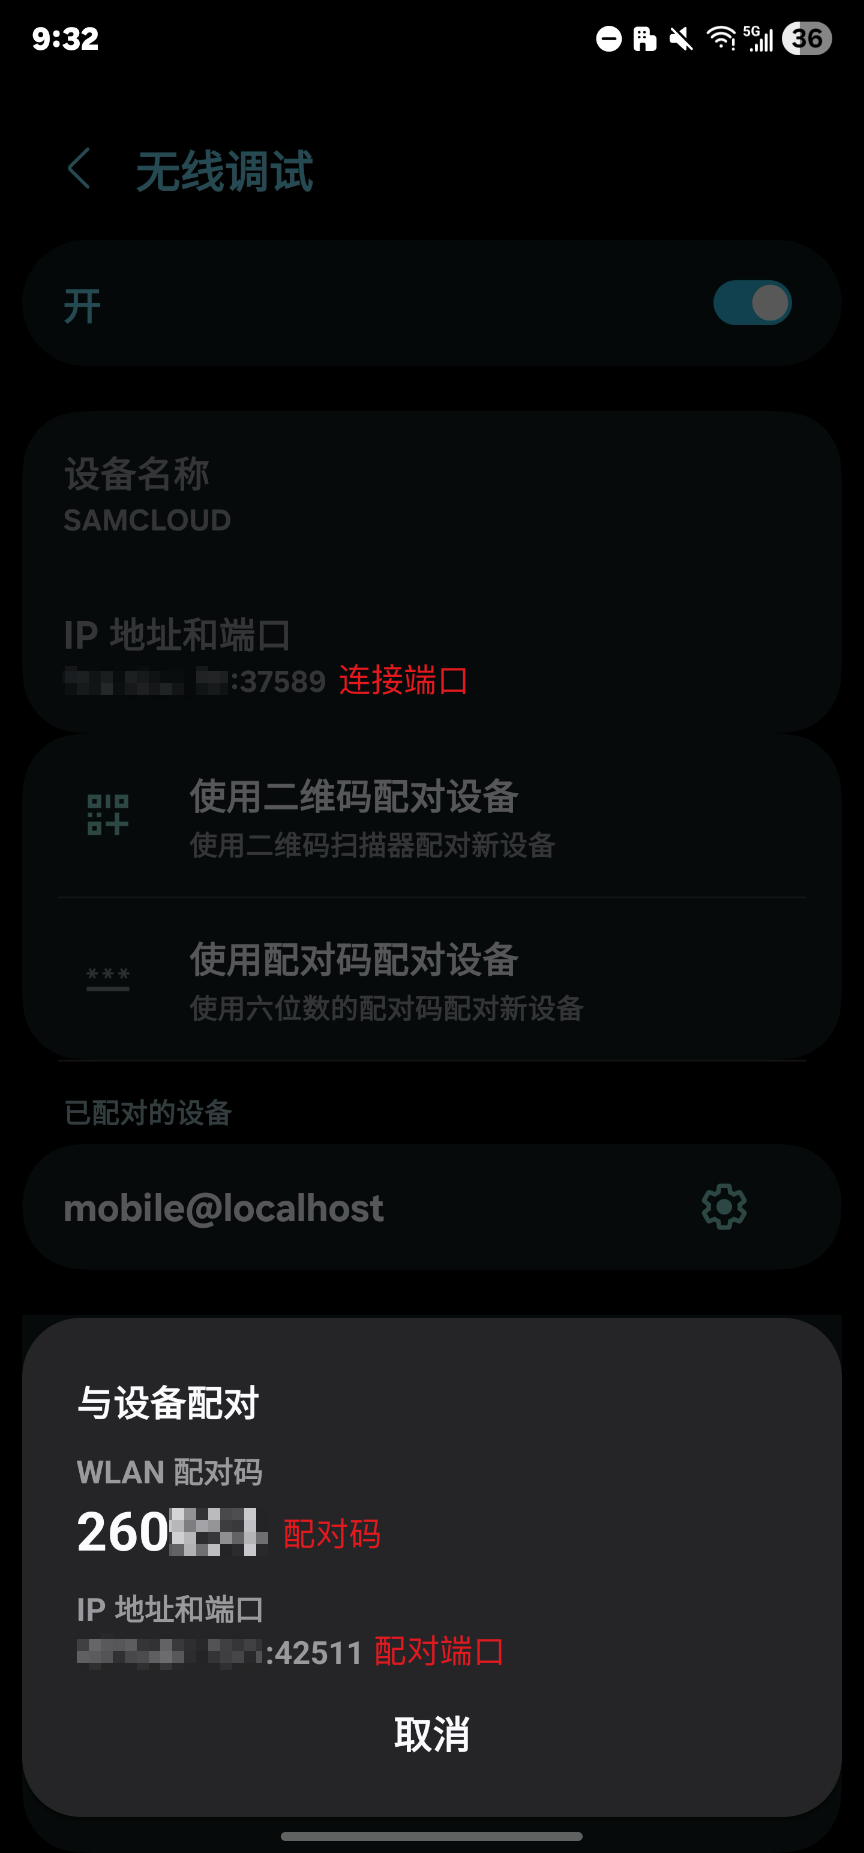 9:32
5G
36
无线调试
开
设备名称
SAMCLOUD
IP 地址和端口
:37589 连接端口
使用二维码配对设备
使用二维码扫描器配对新设备
***
使用配对码配对设备
使用六位数的配对码配对新设备
已配对的设备
mobile@localhost
与设备配对
WLAN 配对码
260 配对码
IP 地址和端口
:42511 配对端口
取消